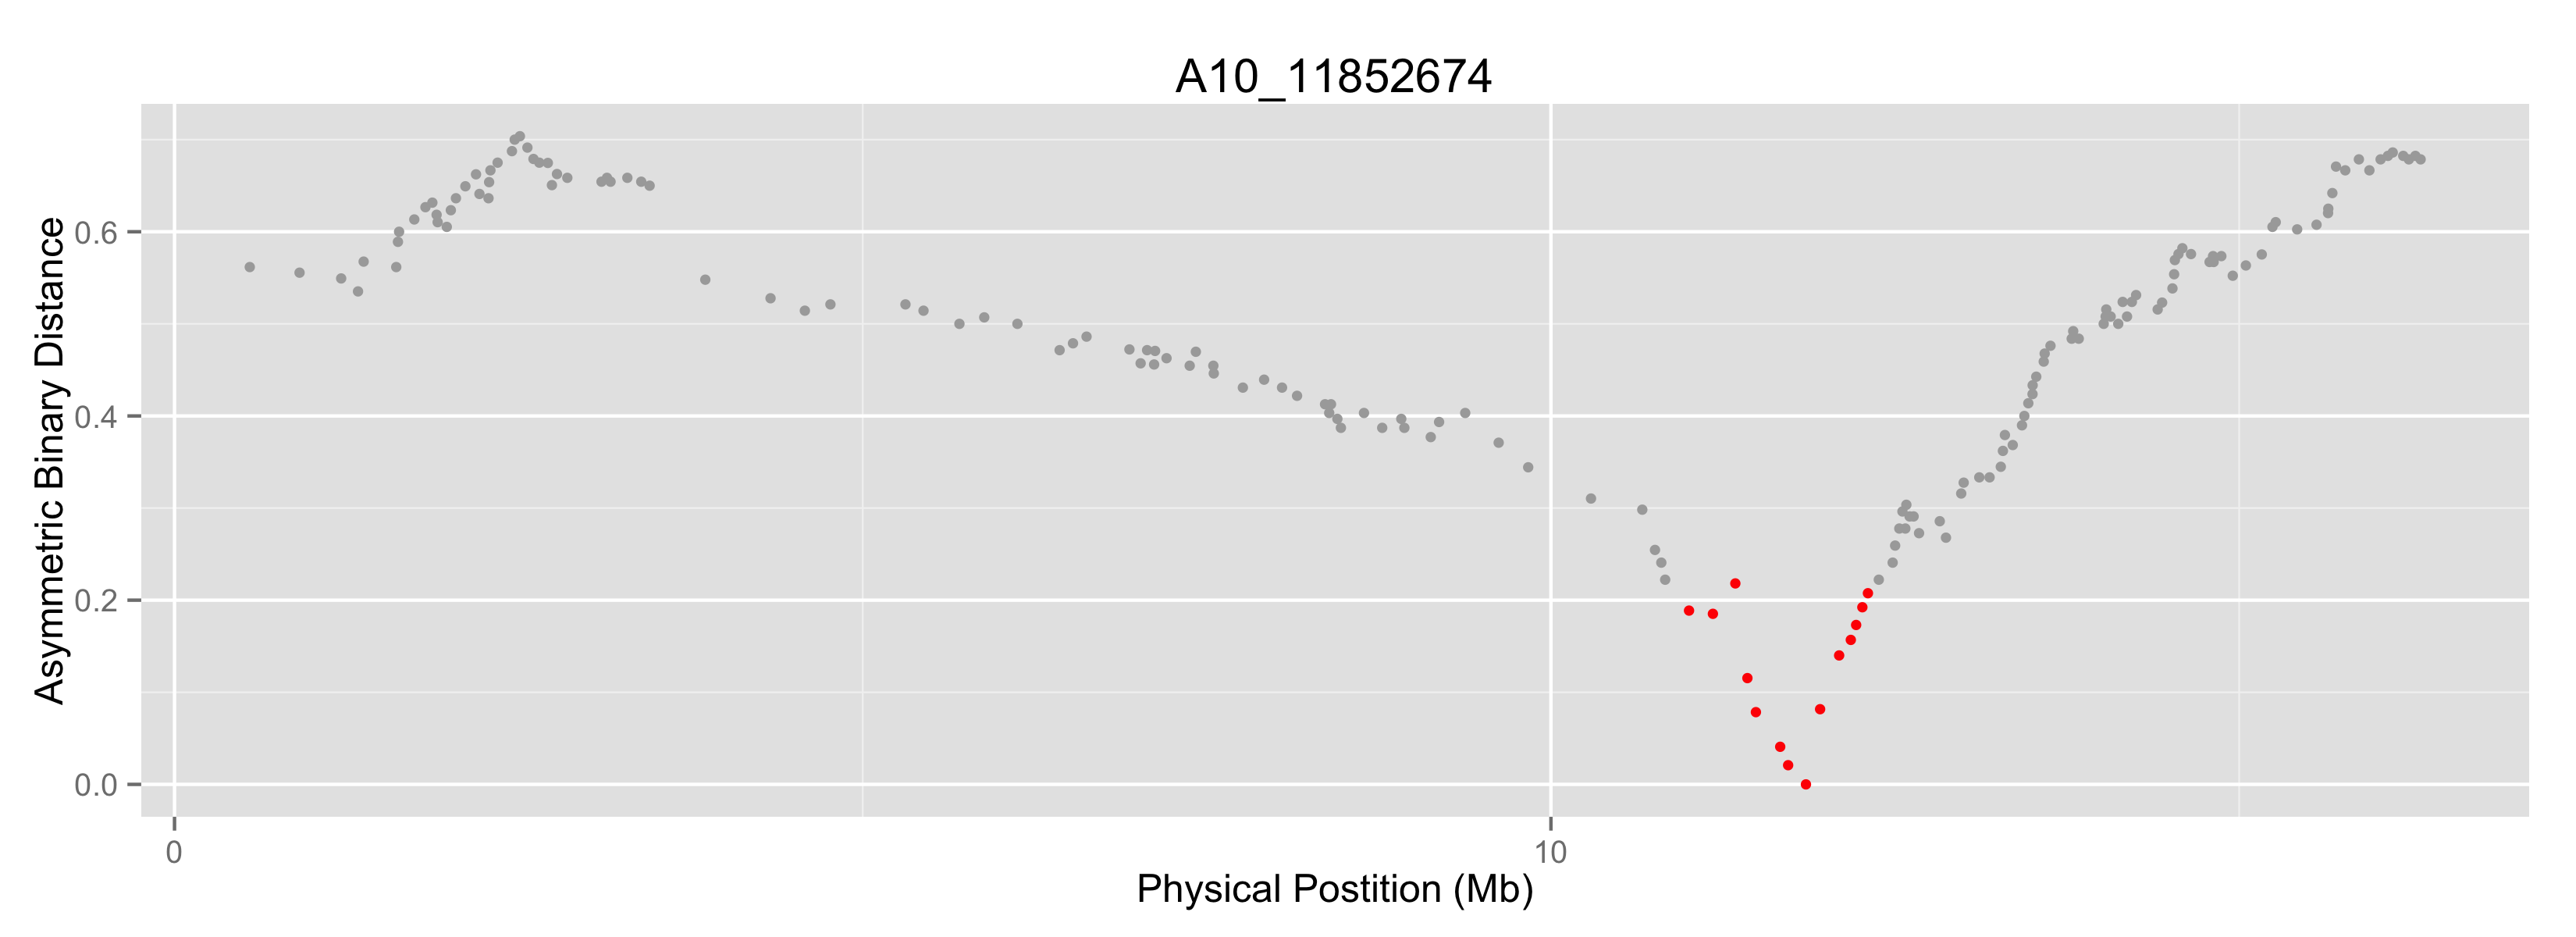 A10_11852674
Asymmetric Binary Distance
0.6
0.4
0.2
0.0
0
10
Physical Postition (Mb)